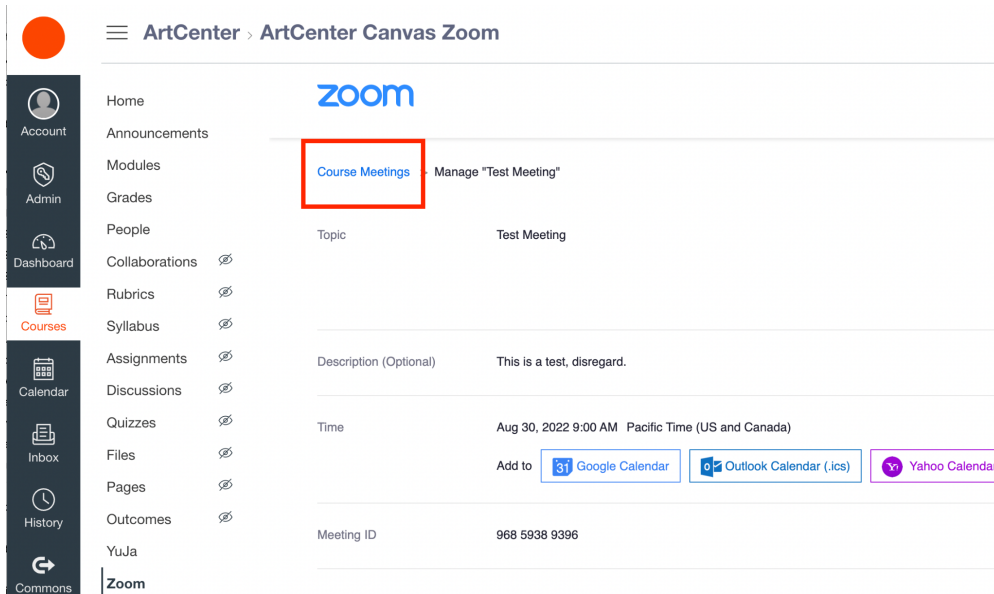 ArtCenter › ArtCenter Canvas Zoom
Account
Admin
Dashboard
Courses
Calendar
Inbox
History
Commons
Home
Announcements
Modules
Grades
People
Collaborations
Rubrics
Syllabus
Assignments
Discussions
Quizzes
Files
Pages
Outcomes
YuJa
Zoom
zoom
Course Meetings › Manage "Test Meeting"
Topic Test Meeting
Description (Optional) This is a test, disregard.
Time Aug 30, 2022 9:00 AM Pacific Time (US and Canada)
Add to 31 Google Calendar Outlook Calendar (.ics) Yahoo Calendar
Meeting ID 968 5938 9396